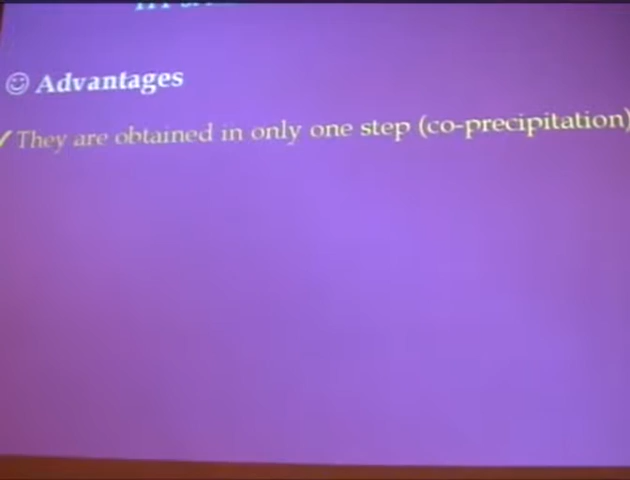 ☺ Advantages
✓They are obtained in only one step (co-precipitation)